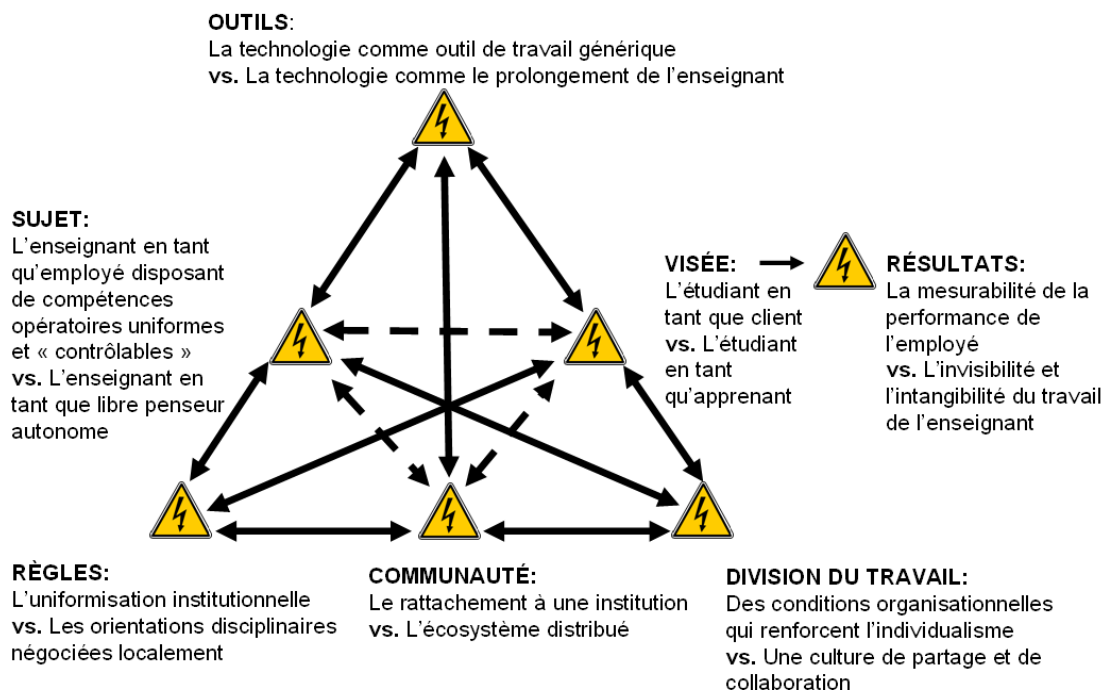 OUTILS:
La technologie comme outil de travail générique
vs. La technologie comme le prolongement de l'enseignant
SUJET:
L'enseignant en tant
qu'employé disposant
de compétences
opératoires uniformes
et « contrôlables »
vs. L'enseignant en
tant que libre penseur
autonome
VISÉE:
L'étudiant en
tant que client
vs. L'étudiant
en tant
qu'apprenant
RÉSULTATS:
La mesurabilité de la
performance de
l'employé
vs. L'invisibilité et
l'intangibilité du travail
de l'enseignant
RÈGLES:
L'uniformisation institutionnelle
vs. Les orientations disciplinaires
négociées localement
COMMUNAUTÉ:
Le rattachement à une institution
vs. L'écosystème distribué
DIVISION DU TRAVAIL:
Des conditions organisationnelles
qui renforcent l'individualisme
vs. Une culture de partage et de
collaboration